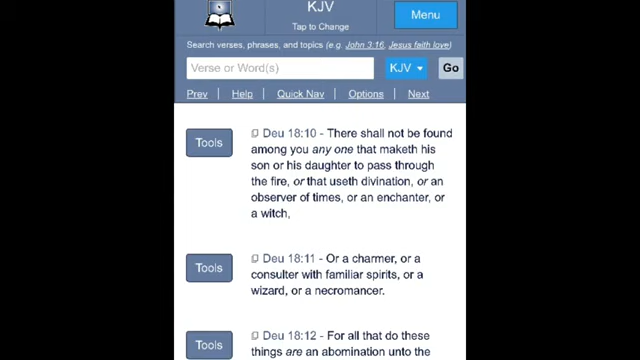 KJV
Tap to Change
Menu
Search verses, phrases, and topics (e.g. John 3:16, Jesus faith love)
Verse or Word(s)
KJV
Go
Prev | Help | Quick Nav | Options | Next
Tools
Deu 18:10 - There shall not be found
among you any one that maketh his
son or his daughter to pass through
the fire, or that useth divination, or an
observer of times, or an enchanter, or
a witch,
Tools
Deu 18:11 - Or a charmer, or a
consulter with familiar spirits, or a
wizard, or a necromancer.
Tools
Deu 18:12 - For all that do these
things are an abomination unto the